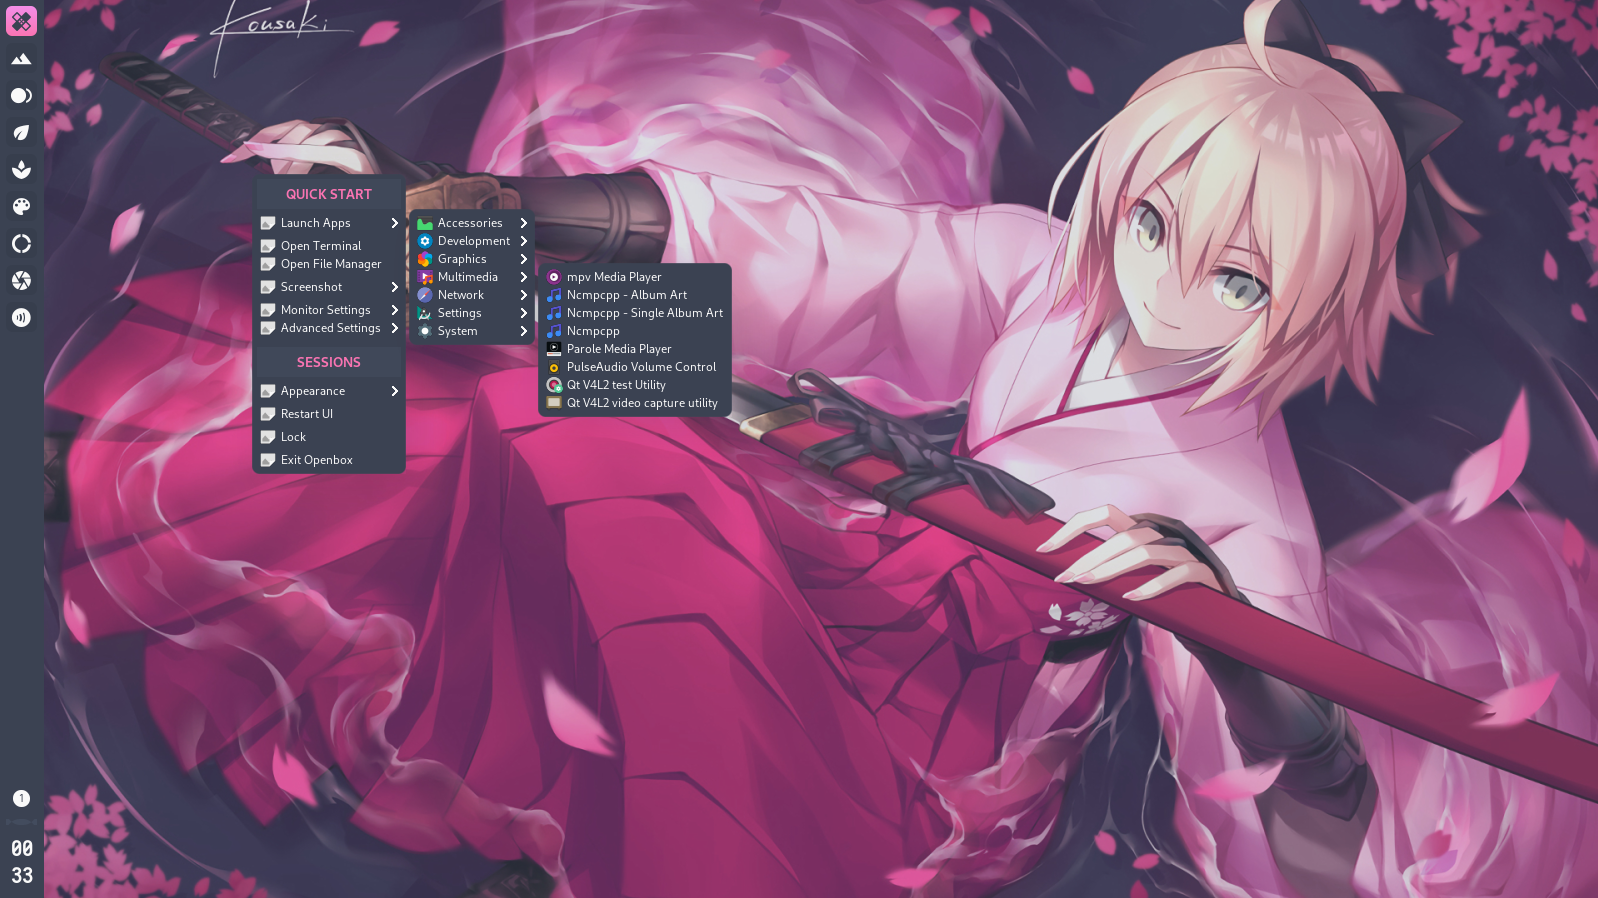 Kousaki
QUICK START
Launch Apps
Open Terminal
Open File Manager
Screenshot
Monitor Settings
Advanced Settings
SESSIONS
Appearance
Restart UI
Lock
Exit Openbox
Accessories
Development
Graphics
Multimedia
Network
Settings
System
mpv Media Player
Ncmpcpp - Album Art
Ncmpcpp - Single Album Art
Ncmpcpp
Parole Media Player
PulseAudio Volume Control
Qt V4L2 test Utility
Qt V4L2 video capture utility
1
00
33